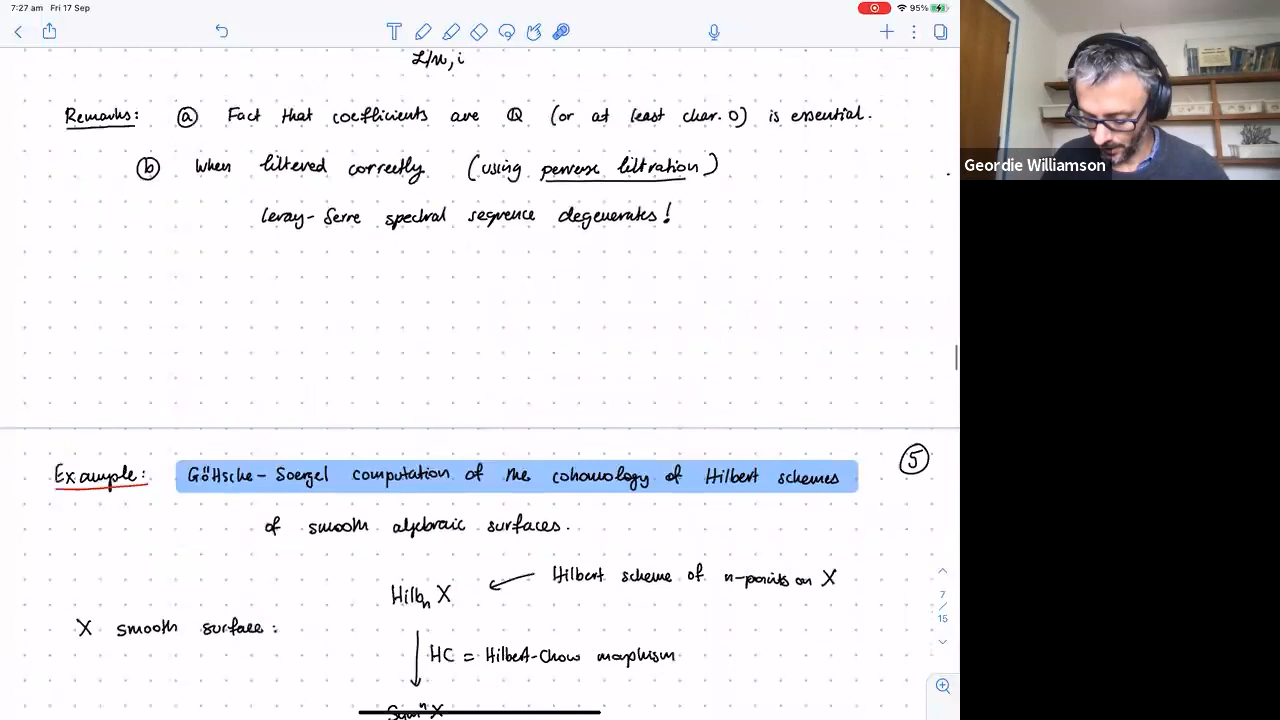 7:27 am Fri 17 Sep
95%
ℒ/n, i
Remarks: ⓐ Fact that coefficients are ℚ (or at least char. 0) is essential.
ⓑ When filtered correctly (using perverse filtration)
Leray-Serre spectral sequence degenerates!
Geordie Williamson
Example: Göttsche-Soergel computation of the cohomology of Hilbert schemes
⑤
of smooth algebraic surfaces.
Hilbₙ X ← Hilbert scheme of n-points on X
X smooth surface:
HC = Hilbert-Chow morphism
Symⁿ X
7
/
15